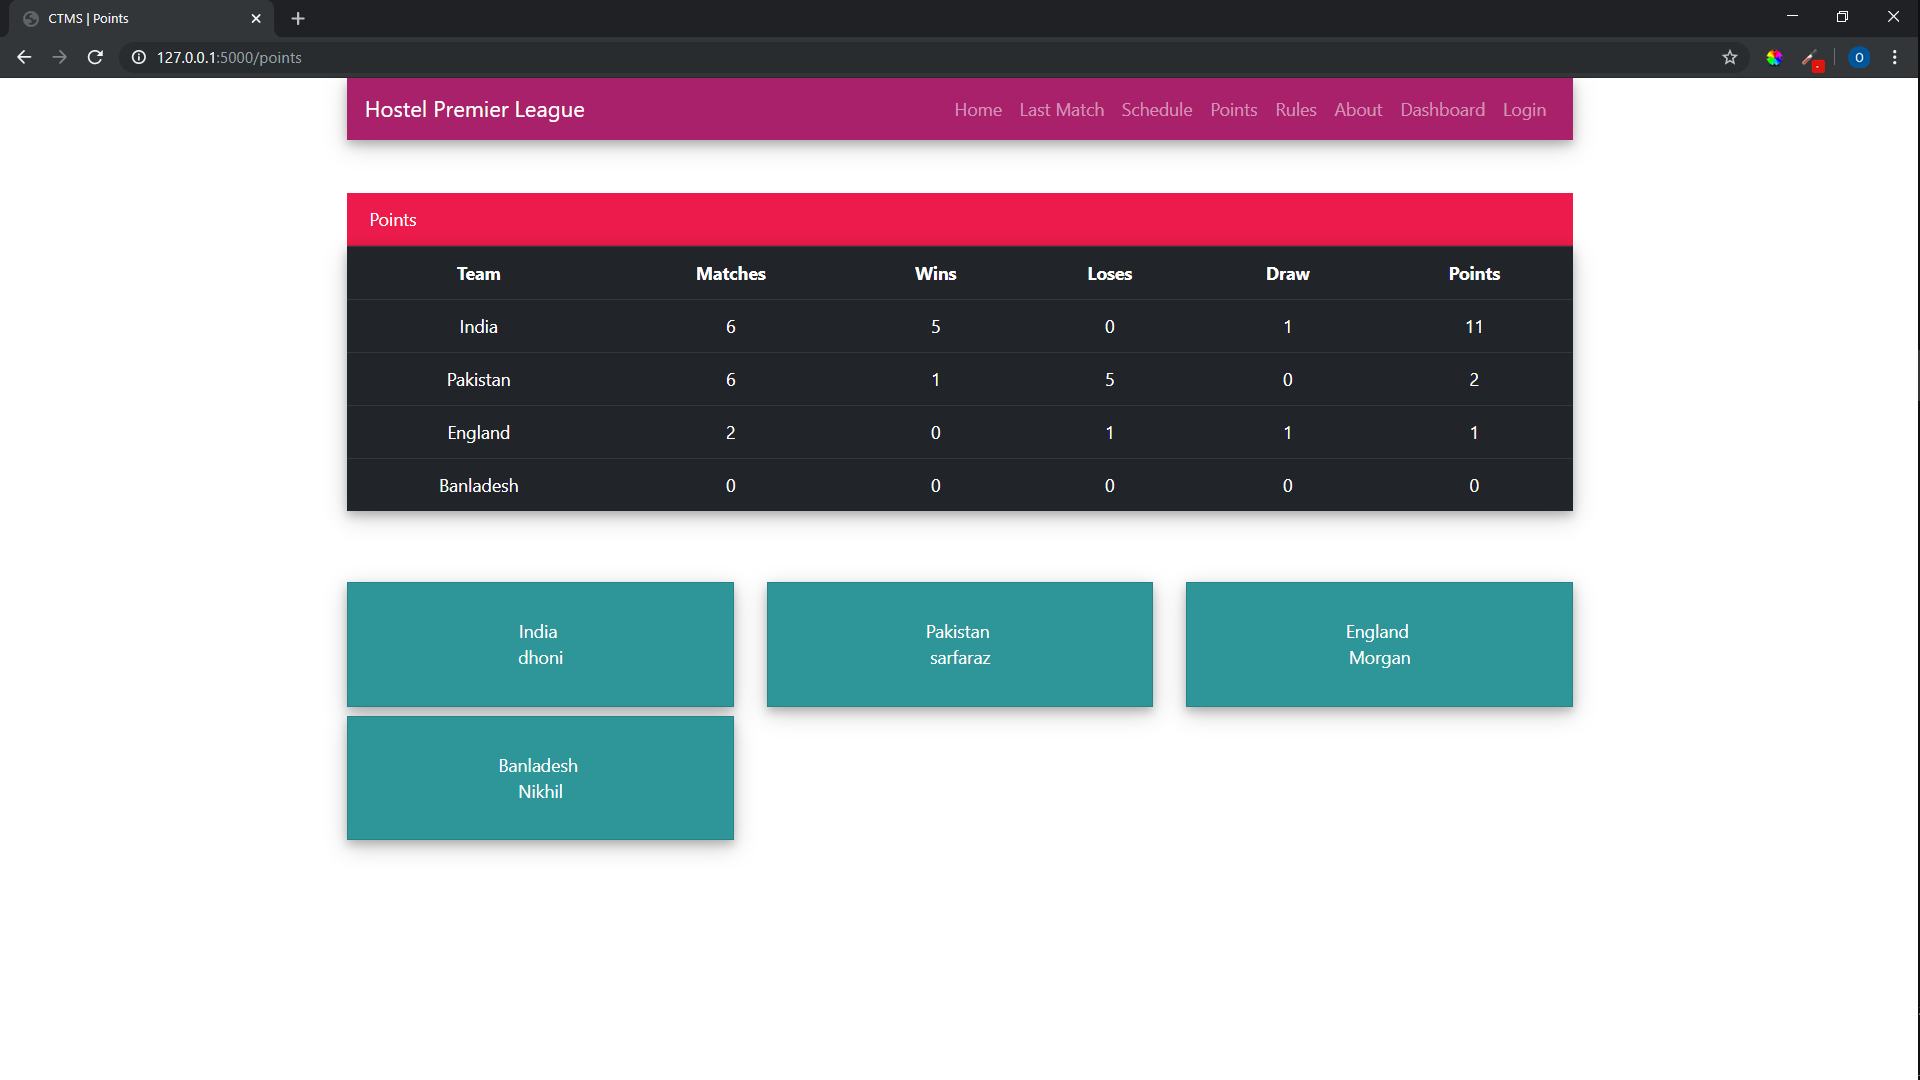 CTMS | Points
127.0.0.1:5000/points
O
Hostel Premier League Home Last Match Schedule Points Rules About Dashboard Login
Points
Team Matches Wins Loses Draw Points
India 6 5 0 1 11
Pakistan 6 1 5 0 2
England 2 0 1 1 1
Banladesh 0 0 0 0 0
India
dhoni
Pakistan
sarfaraz
England
Morgan
Banladesh
Nikhil